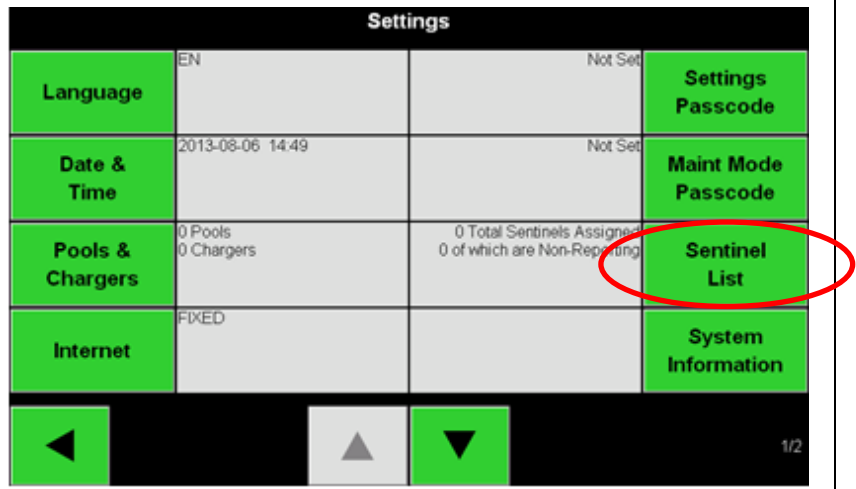 Settings
Language
EN
Not Set
Settings
Passcode
Date &
Time
2013-08-06 14:49
Not Set
Maint Mode
Passcode
Pools &
Chargers
0 Pools
0 Chargers
0 Total Sentinels Assigned
0 of which are Non-Reporting
Sentinel
List
Internet
FIXED
System
Information
1/2